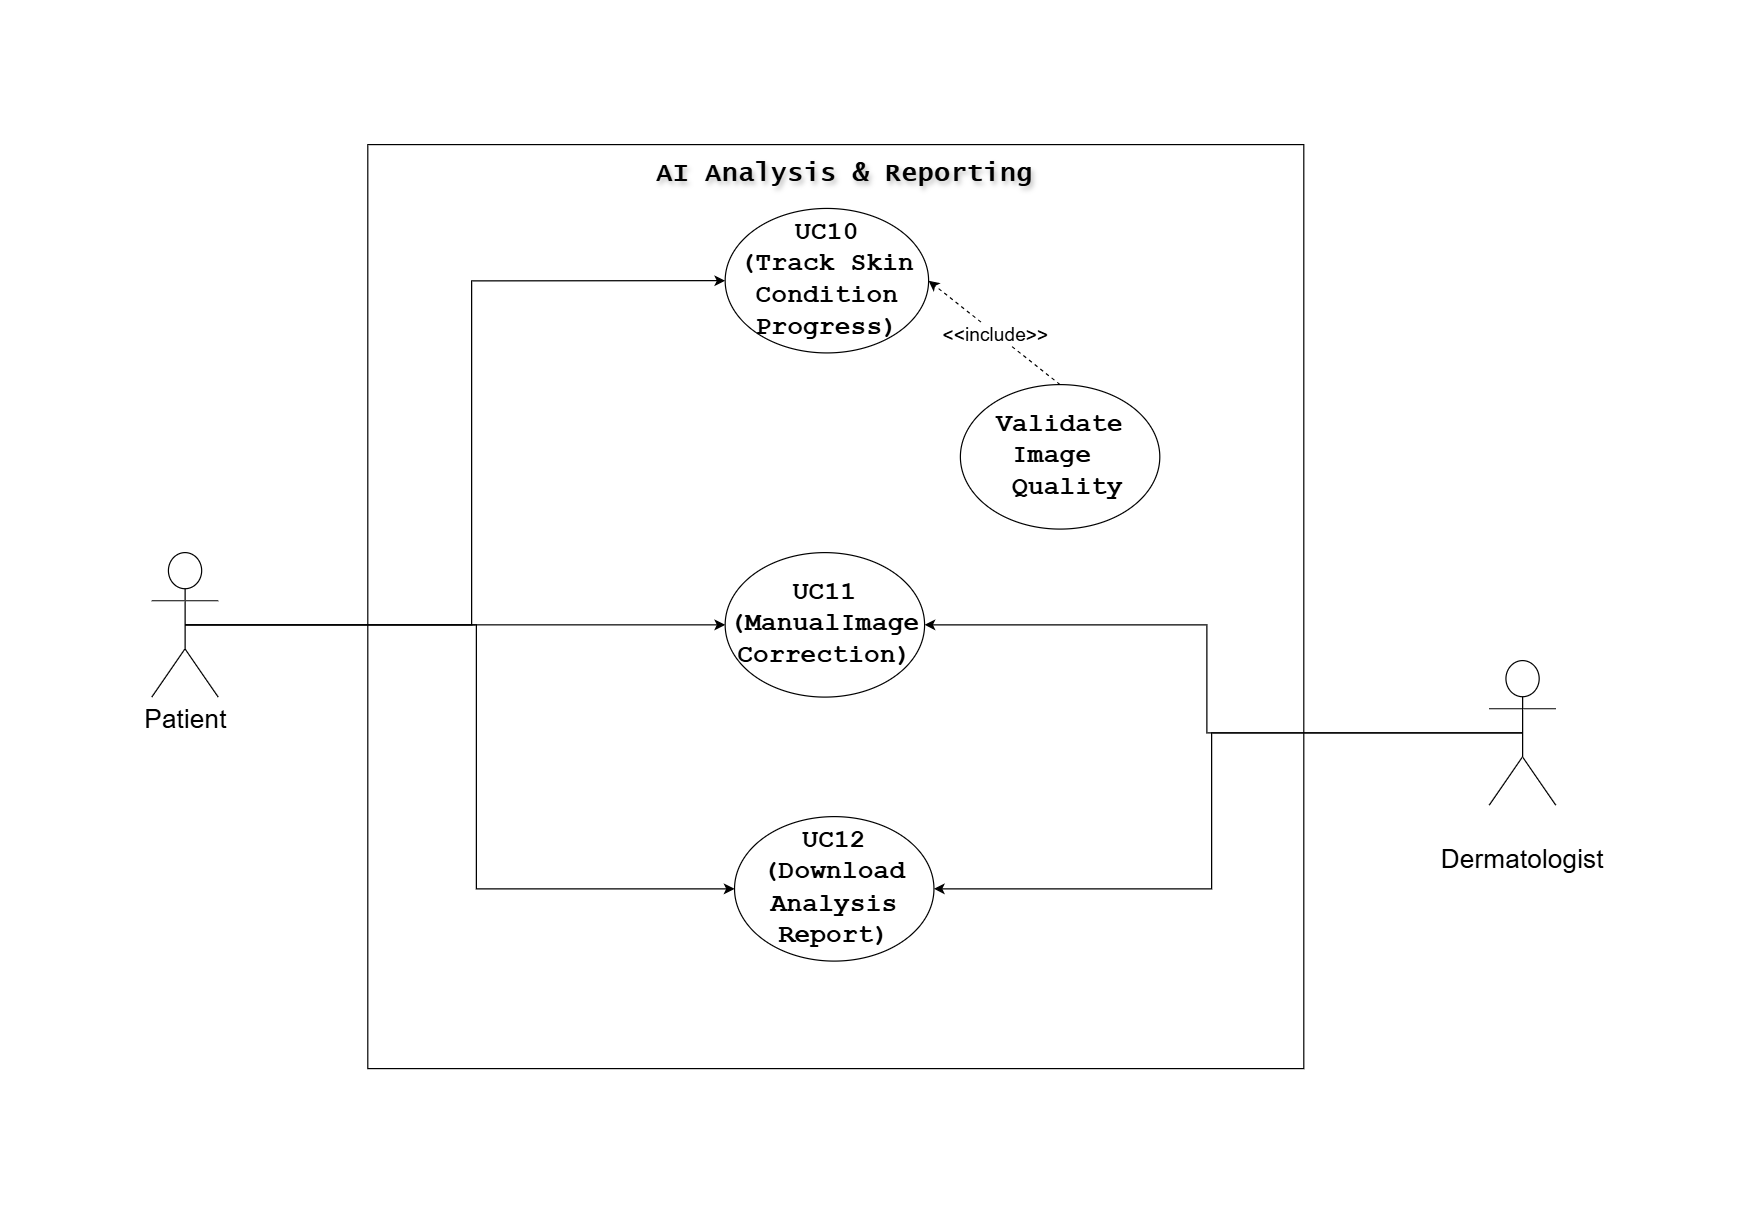 AI Analysis & Reporting
UC10
(Track Skin
Condition
Progress)
<<include>>
Validate
Image
Quality
UC11
(ManualImage
Correction)
Patient
UC12
(Download
Analysis
Report)
Dermatologist